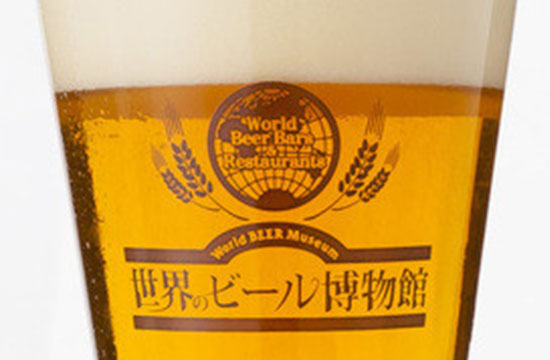 World
Beer Bars
&
Restaurants
World BEER Museum
世界のビール博物館